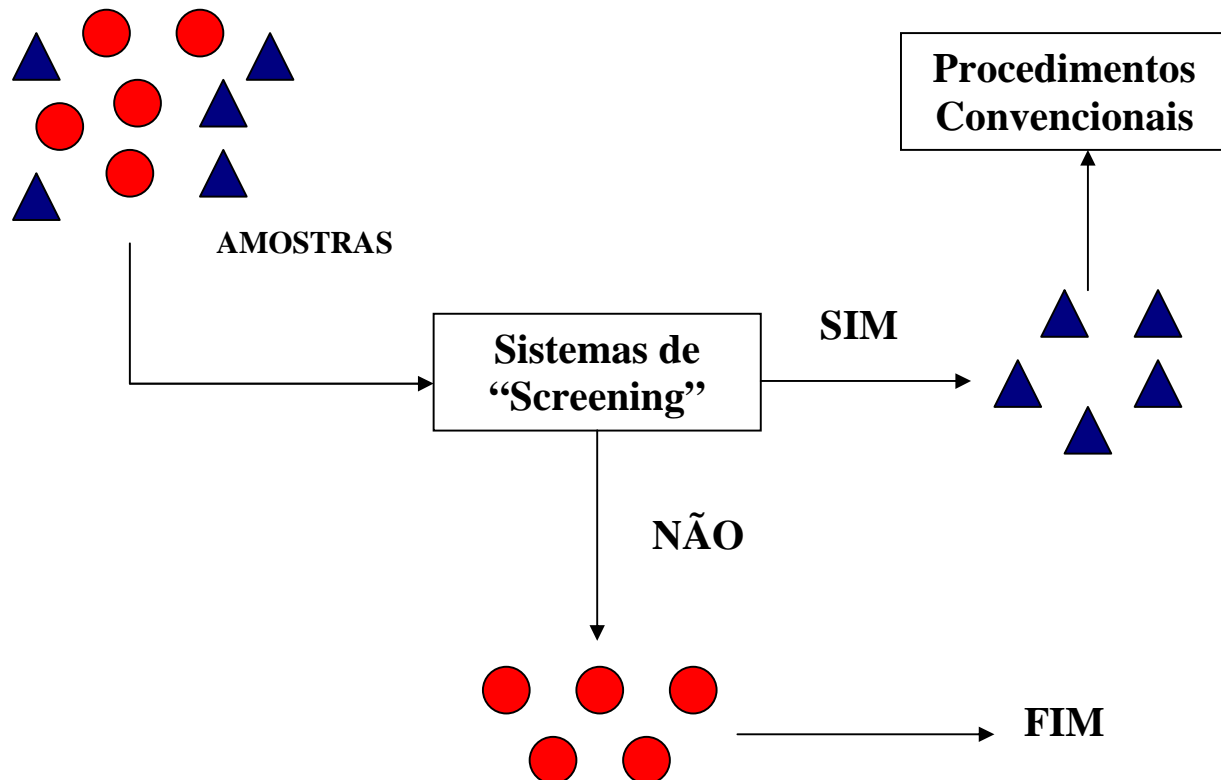 Procedimentos
Convencionais
AMOSTRAS
SIM
Sistemas de
“Screening”
NÃO
FIM